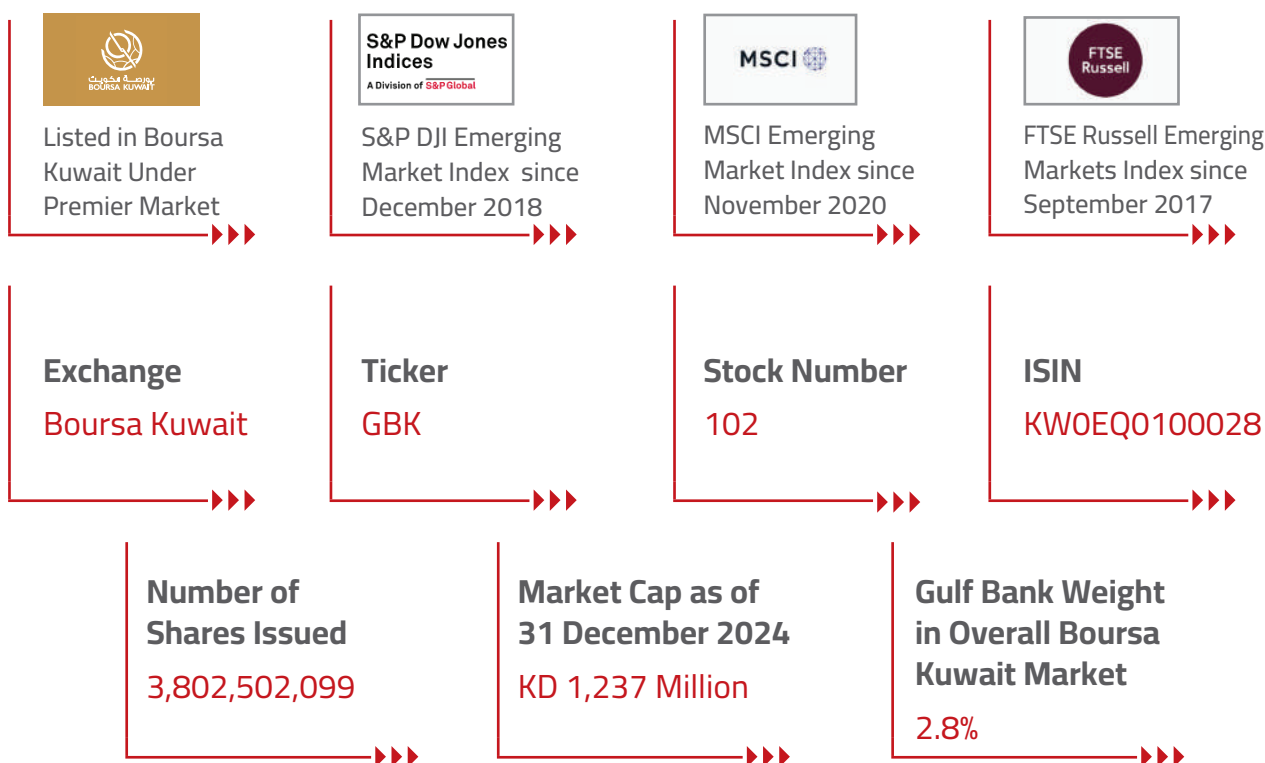 بورصة الكويت
BOURSA KUWAIT
Listed in Boursa
Kuwait Under
Premier Market
S&P Dow Jones
Indices
A Division of S&P Global
S&P DJI Emerging
Market Index since
December 2018
MSCI
MSCI Emerging
Market Index since
November 2020
FTSE
Russell
FTSE Russell Emerging
Markets Index since
September 2017
Exchange
Boursa Kuwait
Ticker
GBK
Stock Number
102
ISIN
KW0EQ0100028
Number of
Shares Issued
3,802,502,099
Market Cap as of
31 December 2024
KD 1,237 Million
Gulf Bank Weight
in Overall Boursa
Kuwait Market
2.8%